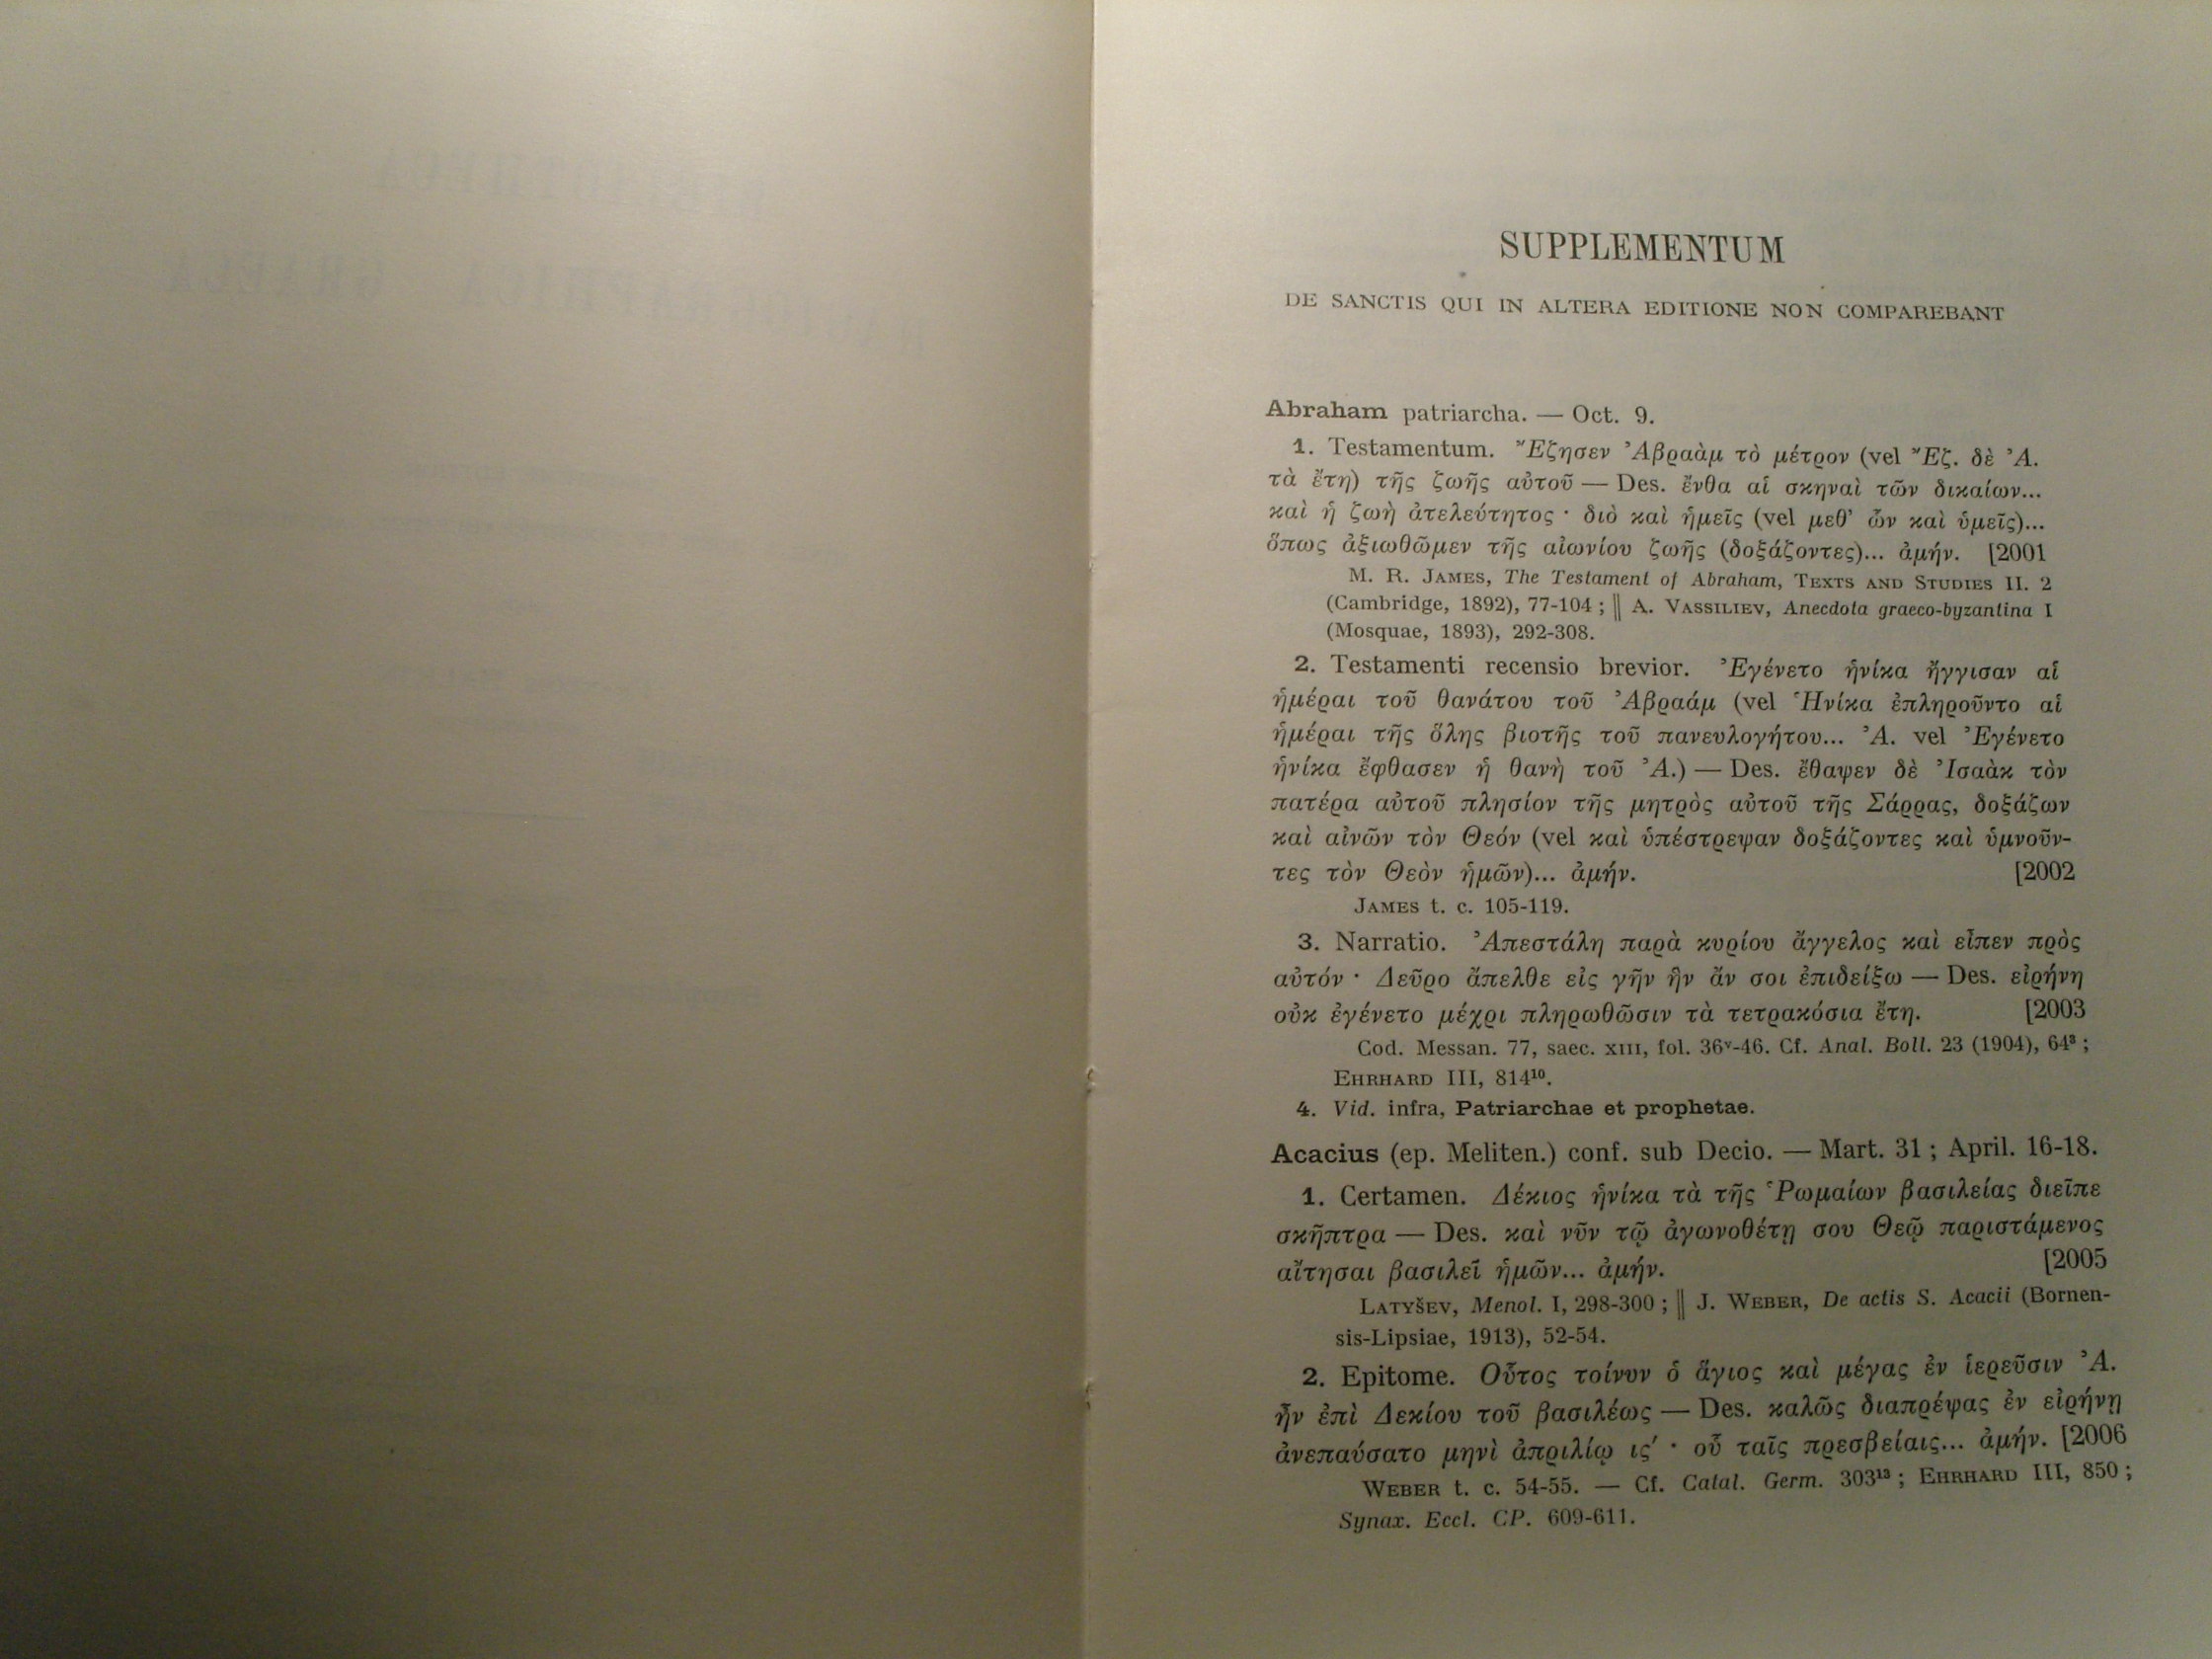 SUPPLEMENTUM
DE SANCTIS QUI IN ALTERA EDITIONE NON COMPAREBANT
Abraham patriarcha. — Oct. 9.
1. Testamentum. Ἔζησεν Ἀβραὰμ τὸ μέτρον (vel Ἔζ. δὲ Ἀ.
τὰ ἔτη) τῆς ζωῆς αὐτοῦ — Des. ἔνθα αἱ σκηναὶ τῶν δικαίων...
καὶ ἡ ζωὴ ἀτελεύτητος · διὸ καὶ ἡμεῖς (vel μεθ’ ὧν καὶ ὑμεῖς)...
ὅπως ἀξιωθῶμεν τῆς αἰωνίου ζωῆς (δοξάζοντες)... ἀμήν. [2001
M. R. James, The Testament of Abraham, Texts and Studies II. 2
(Cambridge, 1892), 77-104 ; ‖ A. Vassiliev, Anecdota graeco-byzantina I
(Mosquae, 1893), 292-308.
2. Testamenti recensio brevior. Ἐγένετο ἡνίκα ἤγγισαν αἱ
ἡμέραι τοῦ θανάτου τοῦ Ἀβραάμ (vel Ἡνίκα ἐπληροῦντο αἱ
ἡμέραι τῆς ὅλης βιοτῆς τοῦ πανευλογήτου... Ἀ. vel Ἐγένετο
ἡνίκα ἔφθασεν ἡ θανὴ τοῦ Ἀ.) — Des. ἔθαψεν δὲ Ἰσαὰκ τὸν
πατέρα αὐτοῦ πλησίον τῆς μητρὸς αὐτοῦ τῆς Σάρρας, δοξάζων
καὶ αἰνῶν τὸν Θεόν (vel καὶ ὑπέστρεψαν δοξάζοντες καὶ ὑμνοῦν-
τες τὸν Θεὸν ἡμῶν)... ἀμήν. [2002
James t. c. 105-119.
3. Narratio. Ἀπεστάλη παρὰ κυρίου ἄγγελος καὶ εἶπεν πρὸς
αὐτόν · Δεῦρο ἄπελθε εἰς γῆν ἣν ἄν σοι ἐπιδείξω — Des. εἰρήνη
οὐκ ἐγένετο μέχρι πληρωθῶσιν τὰ τετρακόσια ἔτη. [2003
Cod. Messan. 77, saec. XIII, fol. 36ᵛ-46. Cf. Anal. Boll. 23 (1904), 64³ ;
Ehrhard III, 814¹⁰.
4. Vid. infra, Patriarchae et prophetae.
Acacius (ep. Meliten.) conf. sub Decio. — Mart. 31 ; April. 16-18.
1. Certamen. Δέκιος ἡνίκα τὰ τῆς Ῥωμαίων βασιλείας διεῖπε
σκῆπτρα — Des. καὶ νῦν τῷ ἀγωνοθέτῃ σου Θεῷ παριστάμενος
αἴτησαι βασιλεῖ ἡμῶν... ἀμήν. [2005
Latyšev, Menol. I, 298-300 ; ‖ J. Weber, De actis S. Acacii (Bornen-
sis-Lipsiae, 1913), 52-54.
2. Epitome. Οὗτος τοίνυν ὁ ἅγιος καὶ μέγας ἐν ἱερεῦσιν Ἀ.
ἦν ἐπὶ Δεκίου τοῦ βασιλέως — Des. καλῶς διαπρέψας ἐν εἰρήνῃ
ἀνεπαύσατο μηνὶ ἀπριλίῳ ις′ · οὗ ταῖς πρεσβείαις... ἀμήν. [2006
Weber t. c. 54-55. — Cf. Catal. Germ. 303¹³ ; Ehrhard III, 850 ;
Synax. Eccl. CP. 609-611.